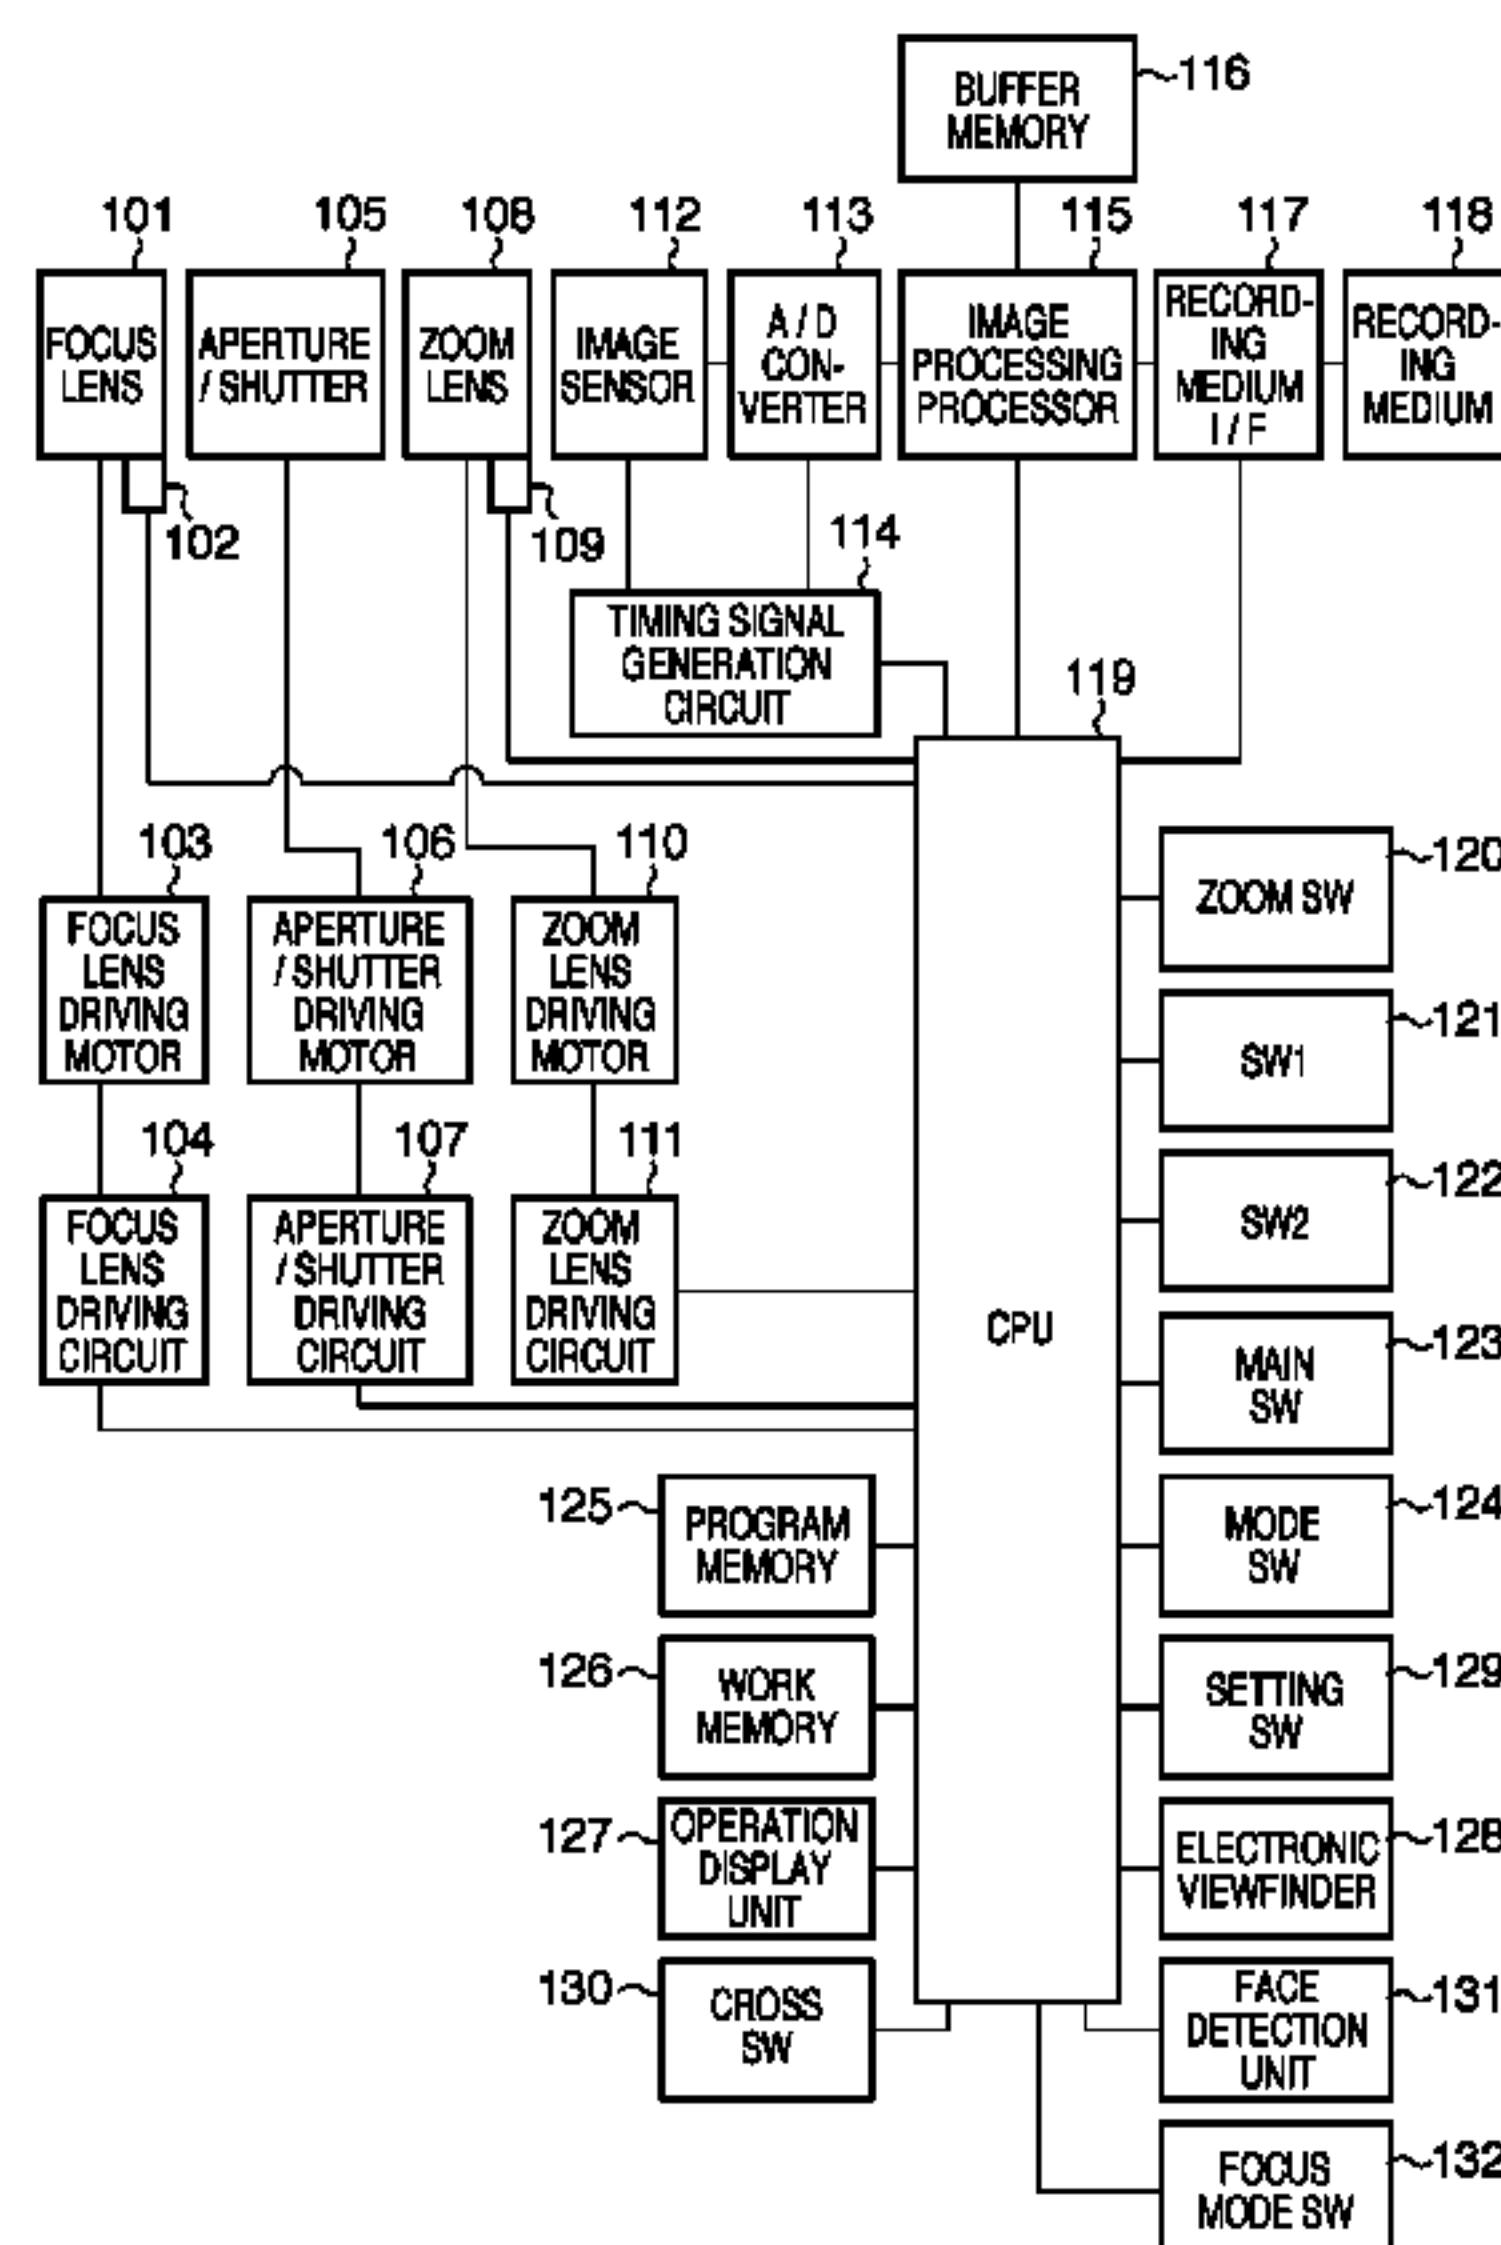 BUFFER
MEMORY
116
101
105
108
112
113
115
117
118
FOCUS
LENS
APERTURE
/ SHUTTER
ZOOM
LENS
IMAGE
SENSOR
A / D
CON-
VERTER
IMAGE
PROCESSING
PROCESSOR
RECORD-
ING
MEDIUM
I / F
RECORD-
ING
MEDIUM
102
109
114
TIMING SIGNAL
GENERATION
CIRCUIT
119
CPU
103
106
110
FOCUS
LENS
DRIVING
MOTOR
APERTURE
/ SHUTTER
DRIVING
MOTOR
ZOOM
LENS
DRIVING
MOTOR
104
107
111
FOCUS
LENS
DRIVING
CIRCUIT
APERTURE
/ SHUTTER
DRIVING
CIRCUIT
ZOOM
LENS
DRIVING
CIRCUIT
ZOOM SW
120
SW1
121
SW2
122
MAIN
SW
123
125
PROGRAM
MEMORY
MODE
SW
124
126
WORK
MEMORY
SETTING
SW
129
127
OPERATION
DISPLAY
UNIT
ELECTRONIC
VIEWFINDER
128
130
CROSS
SW
FACE
DETECTION
UNIT
131
FOCUS
MODE SW
132